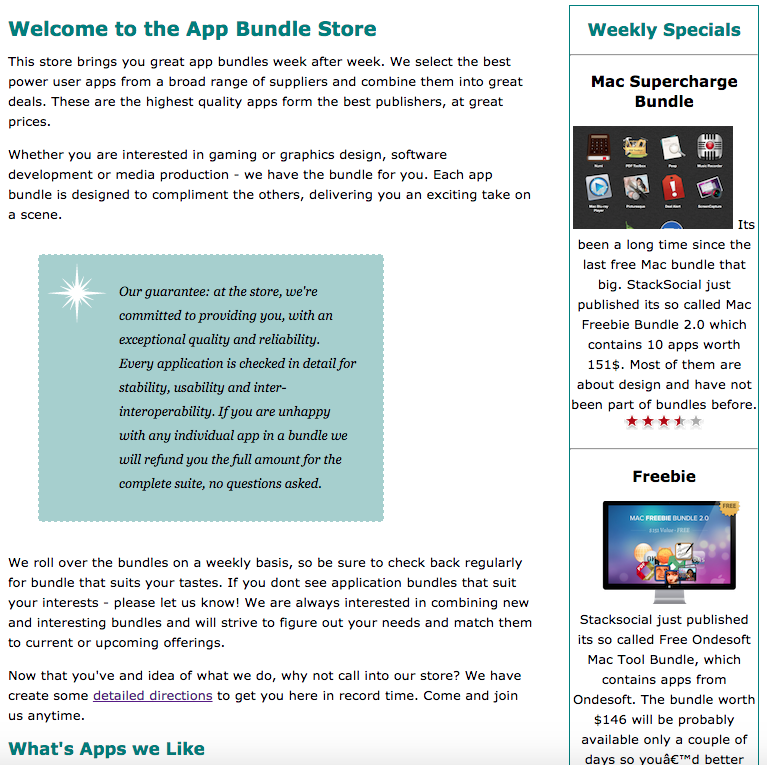 Welcome to the App Bundle Store
This store brings you great app bundles week after week. We select the best
power user apps from a broad range of suppliers and combine them into great
deals. These are the highest quality apps form the best publishers, at great
prices.
Whether you are interested in gaming or graphics design, software
development or media production - we have the bundle for you. Each app
bundle is designed to compliment the others, delivering you an exciting take on
a scene.
Our guarantee: at the store, we're
committed to providing you, with an
exceptional quality and reliability.
Every application is checked in detail for
stability, usability and inter-
interoperability. If you are unhappy
with any individual app in a bundle we
will refund you the full amount for the
complete suite, no questions asked.
We roll over the bundles on a weekly basis, so be sure to check back regularly
for bundle that suits your tastes. If you dont see application bundles that suit
your interests - please let us know! We are always interested in combining new
and interesting bundles and will strive to figure out your needs and match them
to current or upcoming offerings.
Now that you've and idea of what we do, why not call into our store? We have
create some detailed directions to get you here in record time. Come and join
us anytime.
What's Apps we Like
Weekly Specials
Mac Supercharge
Bundle
PDF Toolbox
Music Recorder
Mac Blu-ray
Player
Picturesque
ScreenCapture
Its
been a long time since the
last free Mac bundle that
big. StackSocial just
published its so called Mac
Freebie Bundle 2.0 which
contains 10 apps worth
151$. Most of them are
about design and have not
been part of bundles before.
Freebie
FREE
MAC FREEBIE BUNDLE 2.0
Stacksocial just published
its so called Free Ondesoft
Mac Tool Bundle, which
contains apps from
Ondesoft. The bundle worth
$146 will be probably
available only a couple of
days so youâ€™d better